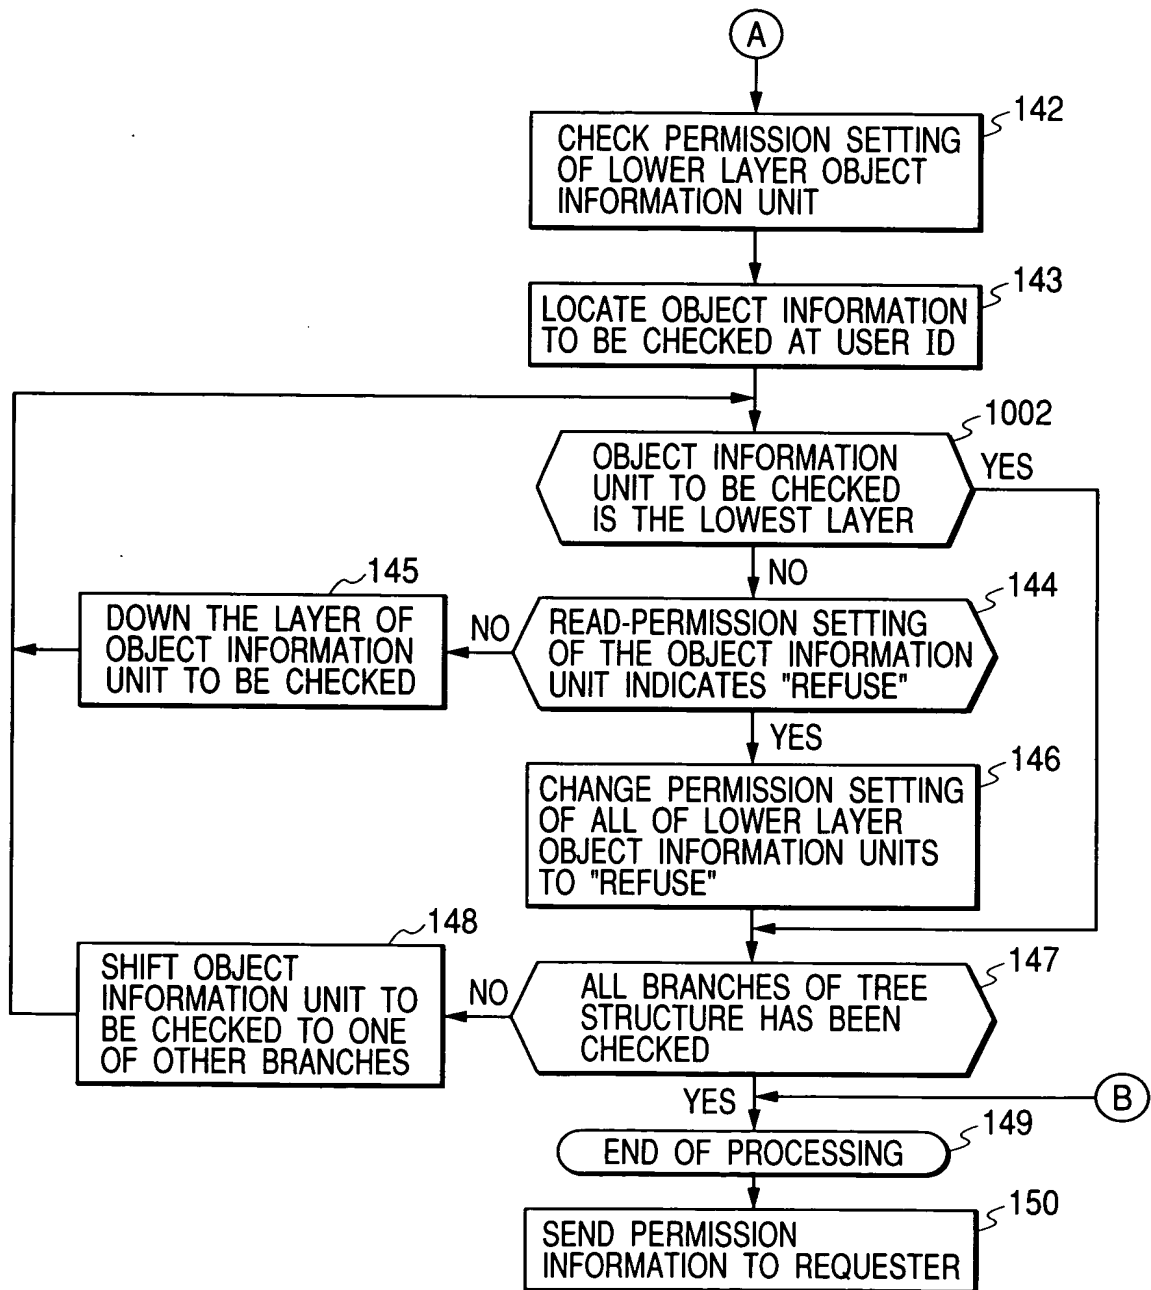 A
142
CHECK PERMISSION SETTING
OF LOWER LAYER OBJECT
INFORMATION UNIT
143
LOCATE OBJECT INFORMATION
TO BE CHECKED AT USER ID
1002
OBJECT INFORMATION
UNIT TO BE CHECKED
IS THE LOWEST LAYER
YES
NO
145
DOWN THE LAYER OF
OBJECT INFORMATION
UNIT TO BE CHECKED
NO
144
READ-PERMISSION SETTING
OF THE OBJECT INFORMATION
UNIT INDICATES "REFUSE"
YES
146
CHANGE PERMISSION SETTING
OF ALL OF LOWER LAYER
OBJECT INFORMATION UNITS
TO "REFUSE"
148
SHIFT OBJECT
INFORMATION UNIT TO
BE CHECKED TO ONE
OF OTHER BRANCHES
NO
147
ALL BRANCHES OF TREE
STRUCTURE HAS BEEN
CHECKED
YES
B
149
END OF PROCESSING
150
SEND PERMISSION
INFORMATION TO REQUESTER